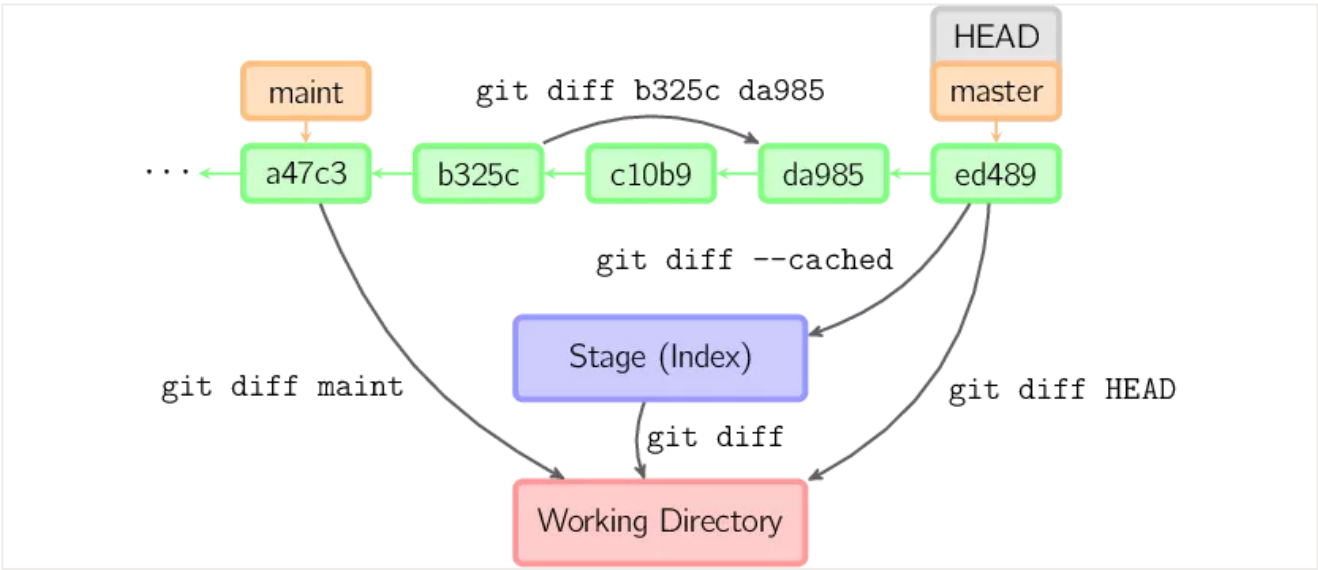 HEAD
maint
git diff b325c da985
master
...
a47c3
b325c
c10b9
da985
ed489
git diff --cached
Stage (Index)
git diff maint
git diff HEAD
git diff
Working Directory